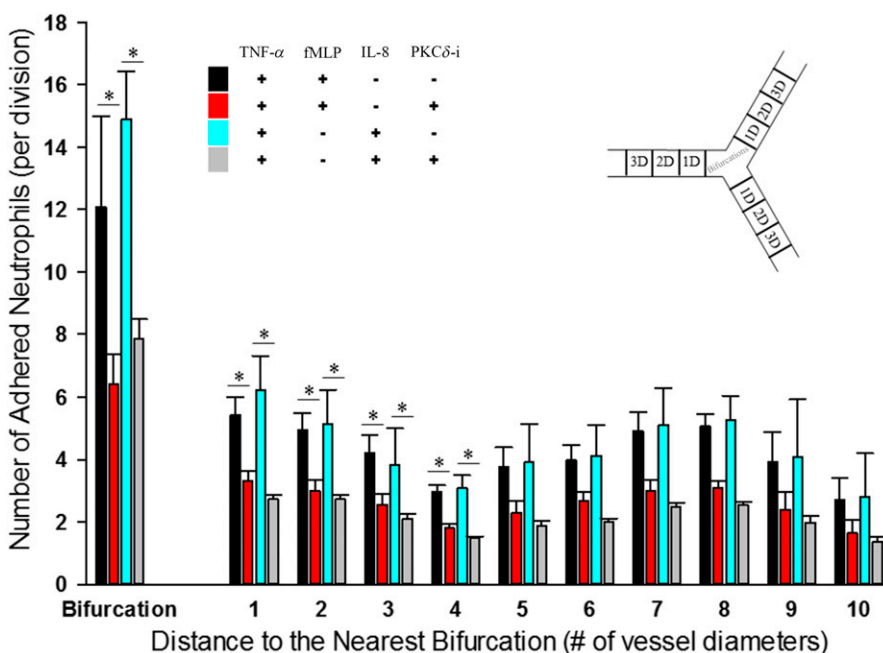 Number of Adhered Neutrophils (per division)
18
16
14
12
10
8
6
4
2
0
TNF-α fMLP IL-8 PKCδ-i
+ + - -
+ + - +
+ - + -
+ - + +
3D 2D 1D
Bifurcations
1D 2D 3D
1D 2D 3D
* *
* *
* *
* *
* *
Bifurcation 1 2 3 4 5 6 7 8 9 10
Distance to the Nearest Bifurcation (# of vessel diameters)